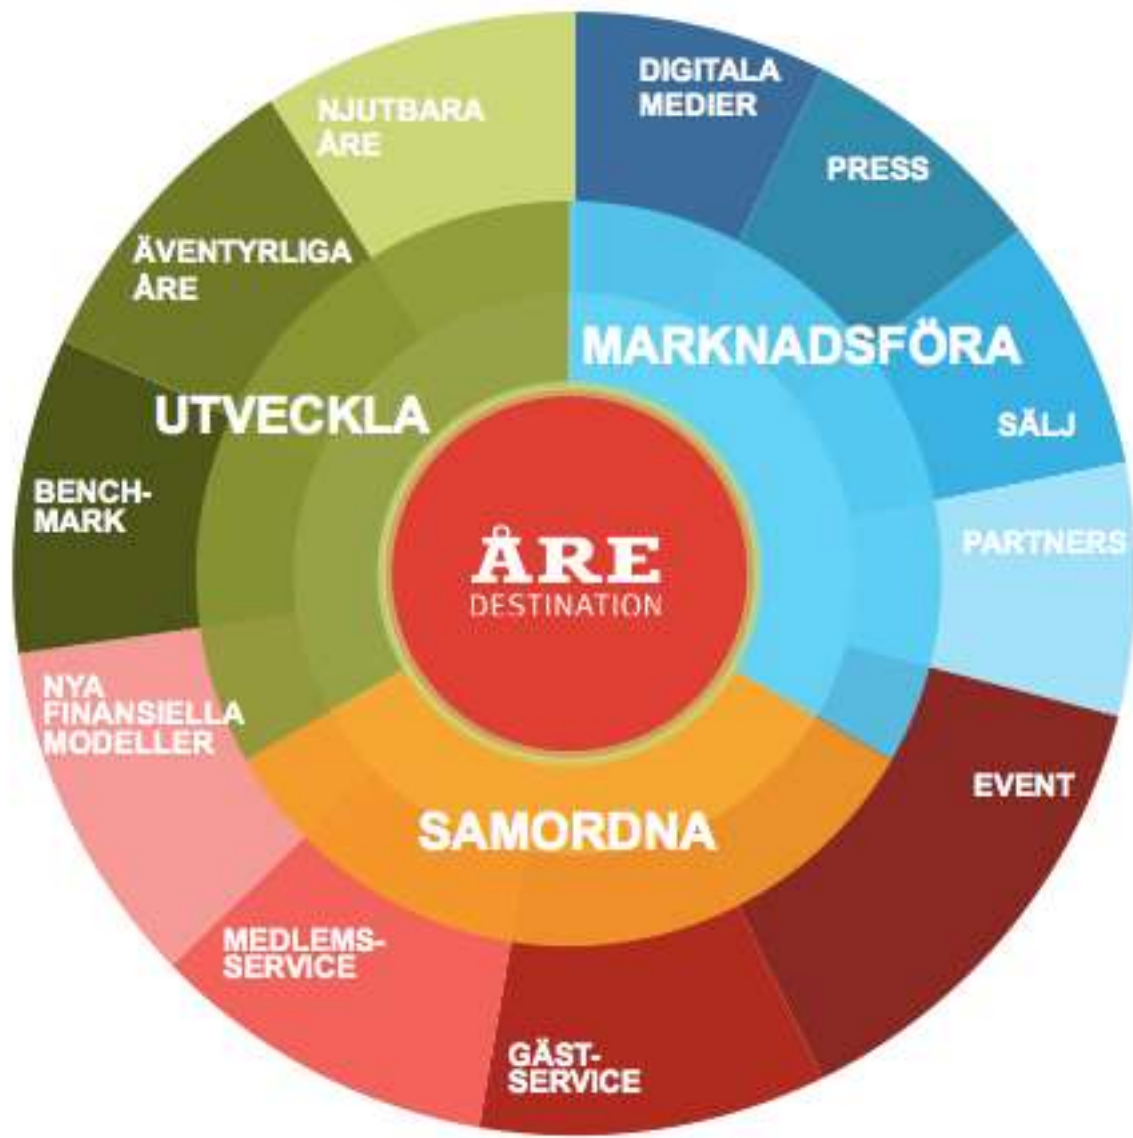 NJUTBARA
ÅRE
DIGITALA
MEDIER
PRESS
ÄVENTYRLIGA
ÅRE
MARKNADSFÖRA
UTVECKLA
SÄLJ
BENCH-
MARK
PARTNERS
ÅRE
DESTINATION
NYA
FINANSIELLA
MODELLER
EVENT
SAMORDNA
MEDLEMS-
SERVICE
GÄST-
SERVICE